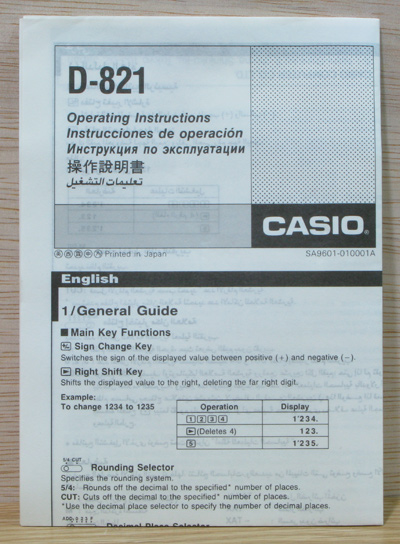 D-821
Operating Instructions
Instrucciones de operación
Инструкция по эксплуатации
操作說明書
تعليمات التشغيل
CASIO
Printed in Japan
SA9601-010001A
English
1/General Guide
■ Main Key Functions
Sign Change Key
Switches the sign of the displayed value between positive (+) and negative (−).
▶ Right Shift Key
Shifts the displayed value to the right, deleting the far right digit.
Example:
To change 1234 to 1235
Operation Display
1 2 3 4 1'234.
▶ (Deletes 4) 123.
5 1'235.
5/4 CUT
Rounding Selector
Specifies the rounding system.
5/4: Rounds off the decimal to the specified* number of places.
CUT: Cuts off the decimal to the specified* number of places.
*Use the decimal place selector to specify the number of decimal places.
Decimal Place Selector